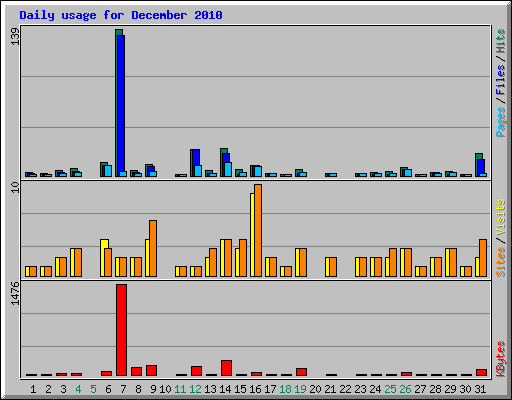 Daily usage for December 2010
139
Pages / Files / Hits
10
Sites / Visits
1476
KBytes
1 2 3 4 5 6 7 8 9 10 11 12 13 14 15 16 17 18 19 20 21 22 23 24 25 26 27 28 29 30 31